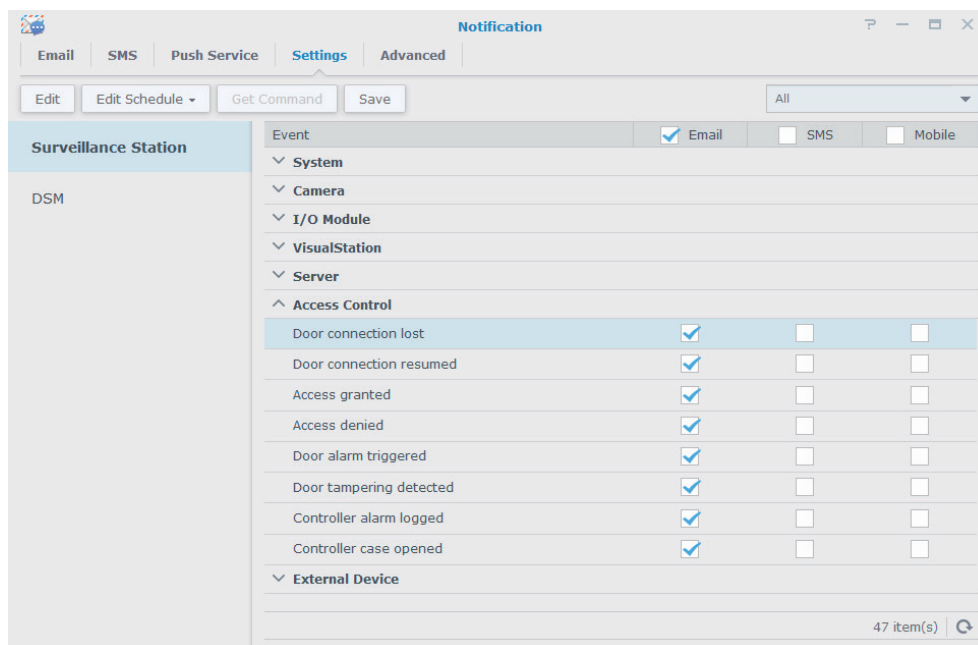 Notification
Email SMS Push Service Settings Advanced
Edit Edit Schedule Get Command Save All
Surveillance Station
DSM
Event Email SMS Mobile
System
Camera
I/O Module
VisualStation
Server
Access Control
Door connection lost
Door connection resumed
Access granted
Access denied
Door alarm triggered
Door tampering detected
Controller alarm logged
Controller case opened
External Device
47 item(s)